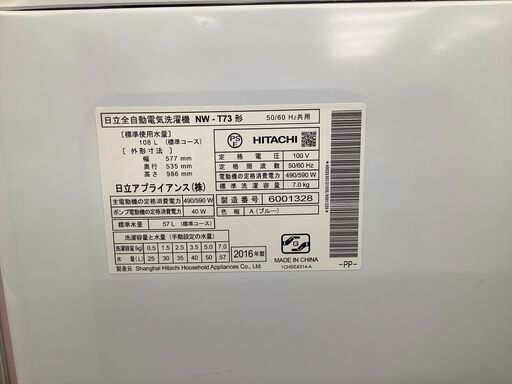 日立全自動電気洗濯機 NW-T73 形 50/60 Hz共用
〔標準使用水量〕
108 L （標準コース）
〔外形寸法〕
幅 577 mm
奥行 535 mm
高さ 986 mm
日立アプライアンス(株)
PSE HITACHI
定格電圧 100 V
定格周波数 50/60 Hz
電動機の定格消費電力 490/590 W
標準洗濯容量 7.0 kg
主電動機の定格消費電力 490/590 W
ポンプ電動機の定格消費電力 40 W
製造番号 6001328
色相 A（ブルー）
標準水量 57 L （標準コース）
洗濯容量と水量（手動設定の水量）
洗濯容量(kg) 0.5 1.5 2.5 3.5 5.0 7.0
水量(L) 25 30 35 40 50 57
2016年製
MADE IN CHINA
1CHSE4314-A
製造元 Shanghai Hitachi Household Appliances Co., Ltd.
-PP-